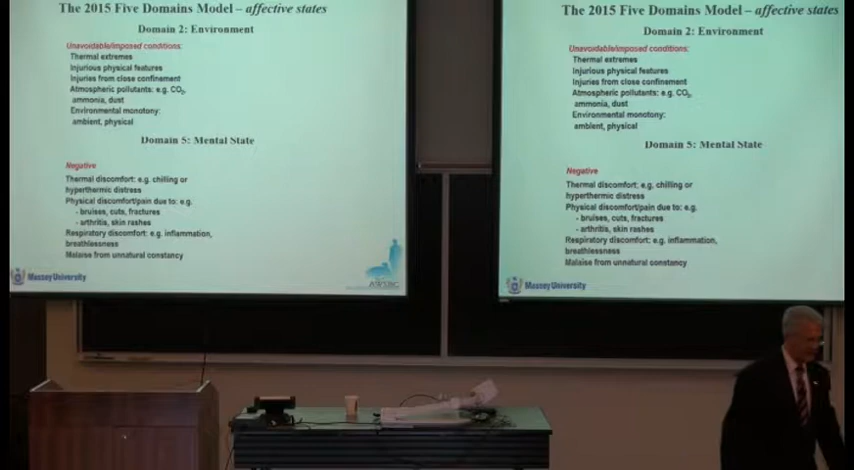 The 2015 Five Domains Model – affective states
Domain 2: Environment
Unavoidable/imposed conditions:
Thermal extremes
Injurious physical features
Injuries from close confinement
Atmospheric pollutants: e.g. CO2,
ammonia, dust
Environmental monotony:
ambient, physical
Domain 5: Mental State
Negative
Thermal discomfort: e.g. chilling or
hyperthermic distress
Physical discomfort/pain due to: e.g.
- bruises, cuts, fractures
- arthritis, skin rashes
Respiratory discomfort: e.g. inflammation,
breathlessness
Malaise from unnatural constancy
Massey University
The 2015 Five Domains Model – affective states
Domain 2: Environment
Unavoidable/imposed conditions:
Thermal extremes
Injurious physical features
Injuries from close confinement
Atmospheric pollutants: e.g. CO2,
ammonia, dust
Environmental monotony:
ambient, physical
Domain 5: Mental State
Negative
Thermal discomfort: e.g. chilling or
hyperthermic distress
Physical discomfort/pain due to: e.g.
- bruises, cuts, fractures
- arthritis, skin rashes
Respiratory discomfort: e.g. inflammation,
breathlessness
Malaise from unnatural constancy
Massey University